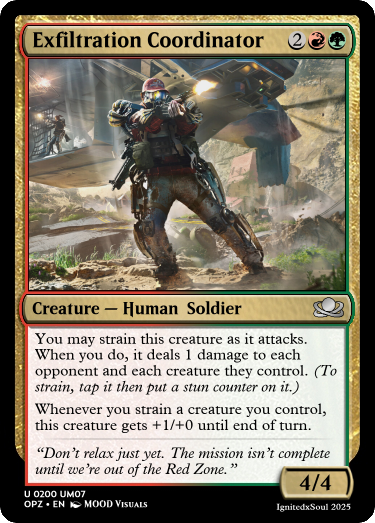 Exfiltration Coordinator 2
Creature — Human Soldier
You may strain this creature as it attacks.
When you do, it deals 1 damage to each
opponent and each creature they control. (To
strain, tap it then put a stun counter on it.)
Whenever you strain a creature you control,
this creature gets +1/+0 until end of turn.
“Don’t relax just yet. The mission isn’t complete
until we’re out of the Red Zone.”
4/4
U 0200 UM07
OPZ • EN MOOD VISUALS
IgnitedxSoul 2025